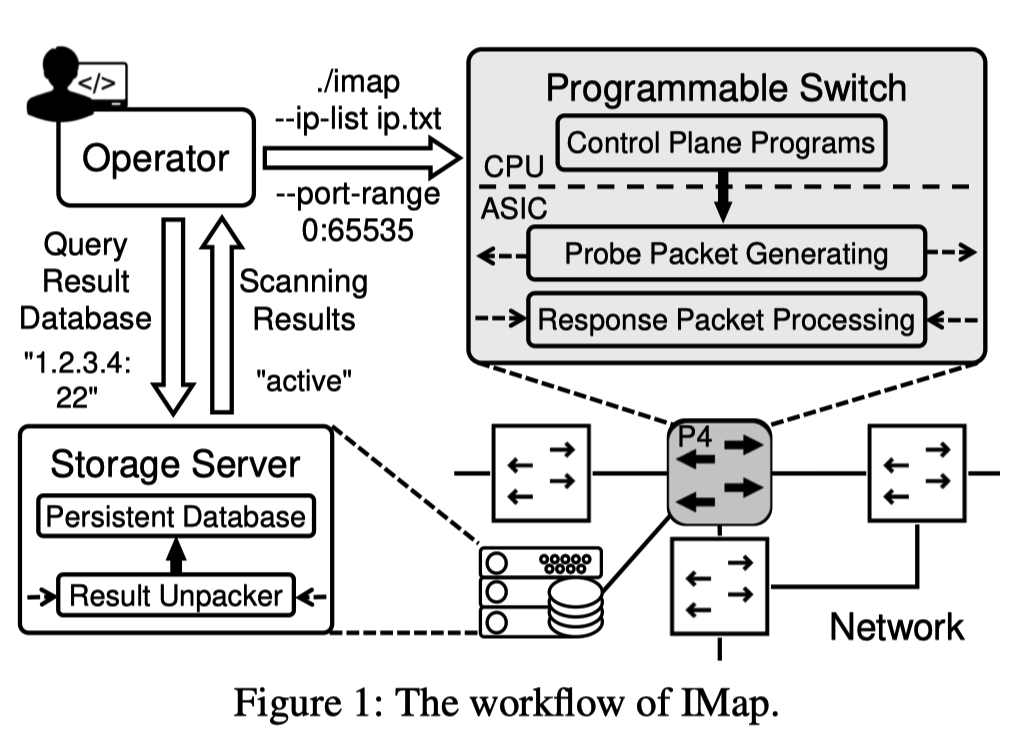 </>
Operator
./imap
--ip-list ip.txt
--port-range
0:65535
Programmable Switch
Control Plane Programs
CPU
ASIC
Probe Packet Generating
Response Packet Processing
Query
Result
Database
"1.2.3.4:
22"
Scanning
Results
"active"
Storage Server
Persistent Database
Result Unpacker
P4
Network
Figure 1: The workflow of IMap.